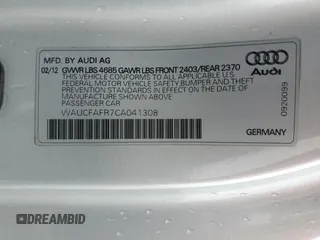 MFD. BY AUDI AG
02/12 GVWR LBS 4685 GAWR LBS FRONT 2403/REAR 2370
THIS VEHICLE CONFORMS TO ALL APPLICABLE
FEDERAL MOTOR VEHICLE SAFETY, BUMPER AND THEFT
PREVENTION STANDARDS IN EFFECT ON THE DATE OF
MANUFACTURE SHOWN ABOVE
PASSENGER CAR
WAUCFAFR7CA041308
GERMANY
Audi
0920099
DREAMBID